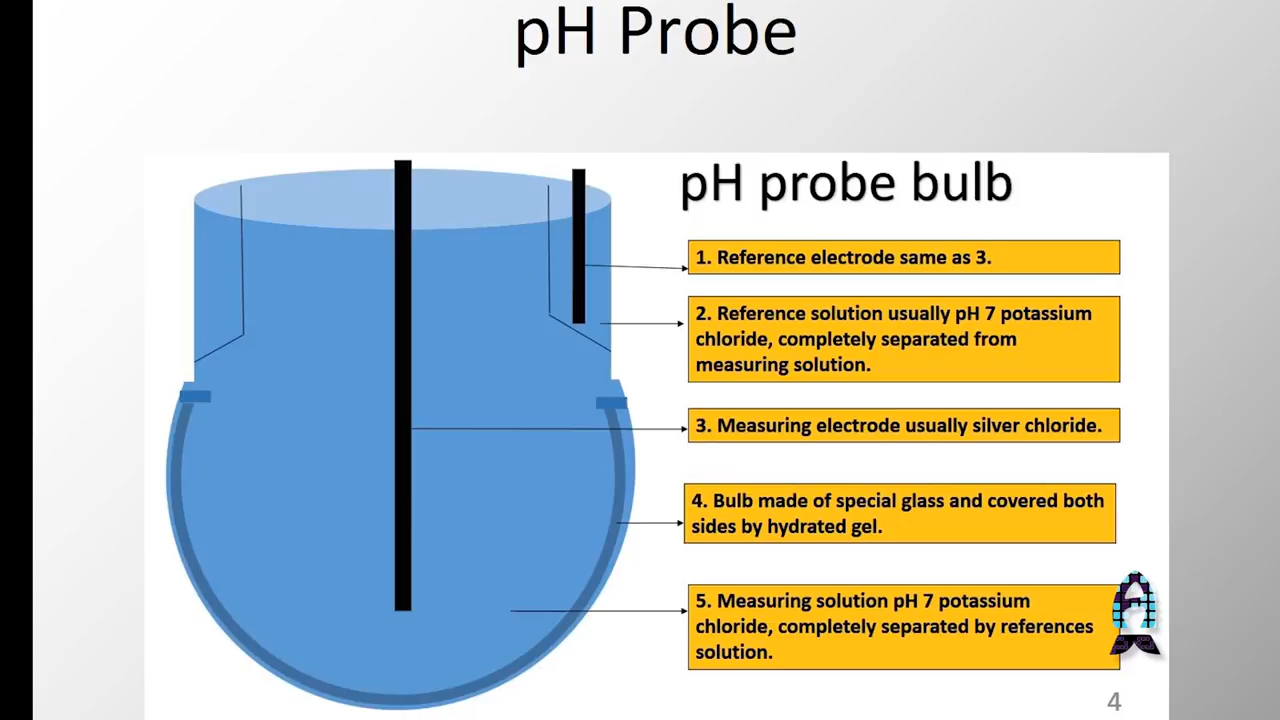 pH Probe
pH probe bulb
1. Reference electrode same as 3.
2. Reference solution usually pH 7 potassium
chloride, completely separated from
measuring solution.
3. Measuring electrode usually silver chloride.
4. Bulb made of special glass and covered both
sides by hydrated gel.
5. Measuring solution pH 7 potassium
chloride, completely separated by references
solution.
4